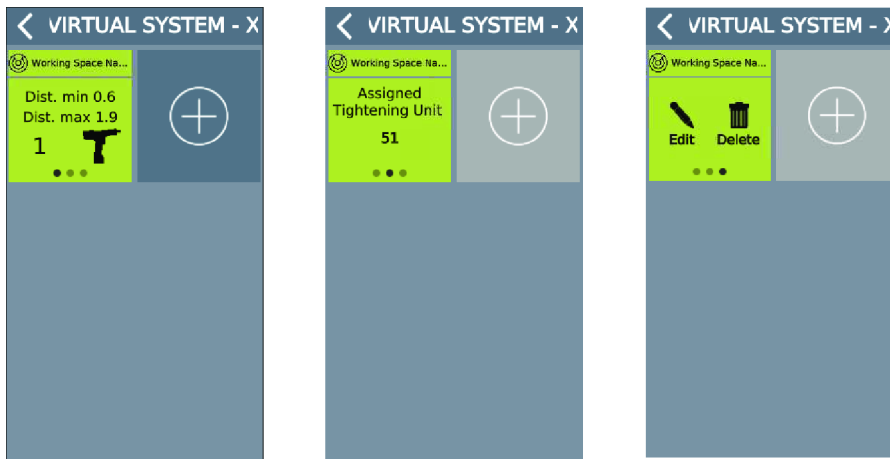 VIRTUAL SYSTEM - X
Working Space Na...
Dist. min 0.6
Dist. max 1.9
1
VIRTUAL SYSTEM - X
Working Space Na...
Assigned
Tightening Unit
51
VIRTUAL SYSTEM - X
Working Space Na...
Edit Delete